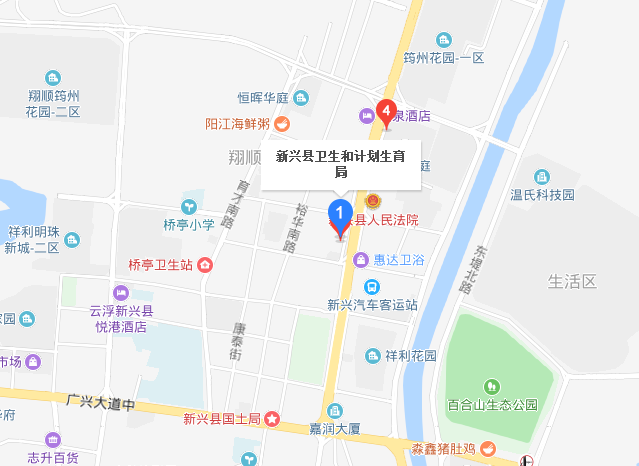 筠州花园-一区
翔顺筠州
花园-二区
恒晖华庭
4
泉酒店
阳江海鲜粥
翔顺
新兴县卫生和计划生育
局
庭
育才南路
温氏科技园
桥亭小学
裕华南路
1
兴县人民法院
祥利明珠
新城-二区
东堤北路
桥亭卫生站
惠达卫浴
生活区
云浮新兴县
悦港酒店
新兴汽车客运站
家园
康泰街
祥利花园
市场
广兴大道中
百合山生态公园
华府
新兴县国土局
嘉润大厦
志升百货
淼鑫猪肚鸡